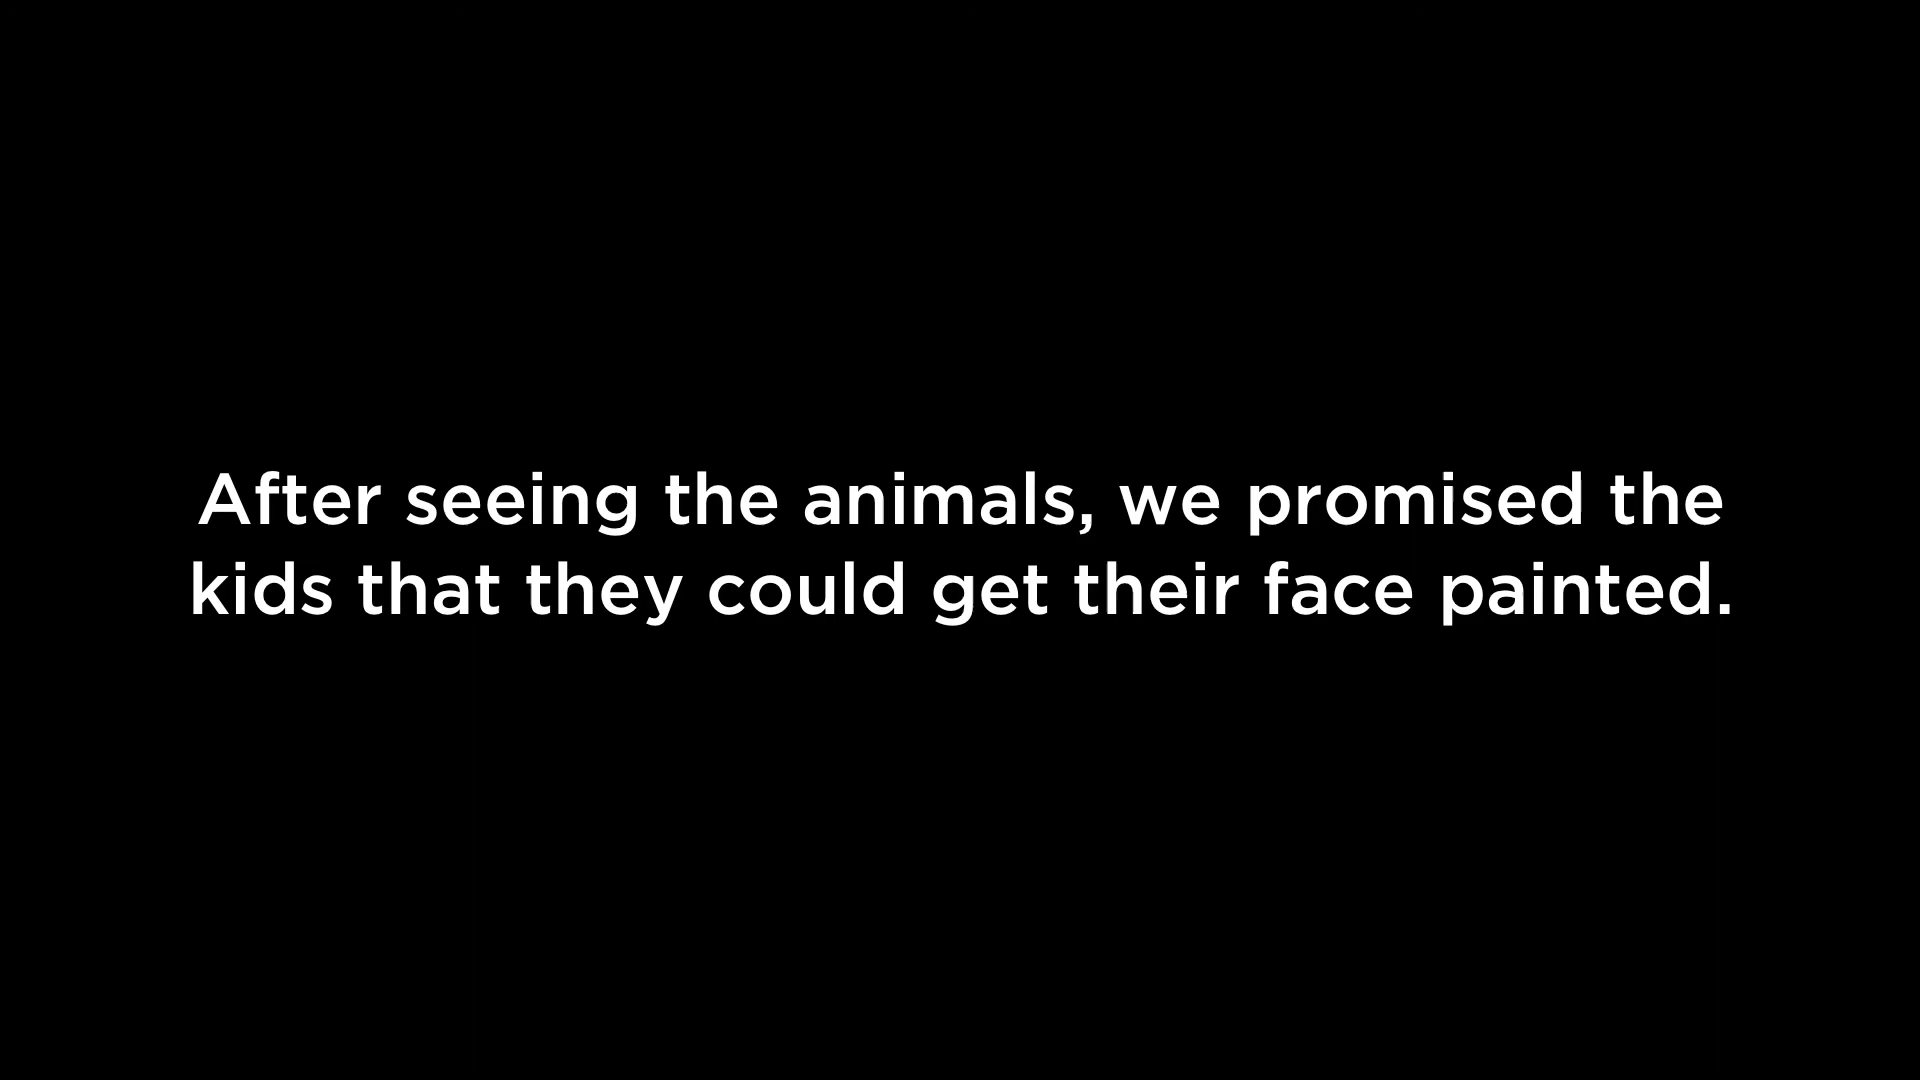 After seeing the animals, we promised the
kids that they could get their face painted.